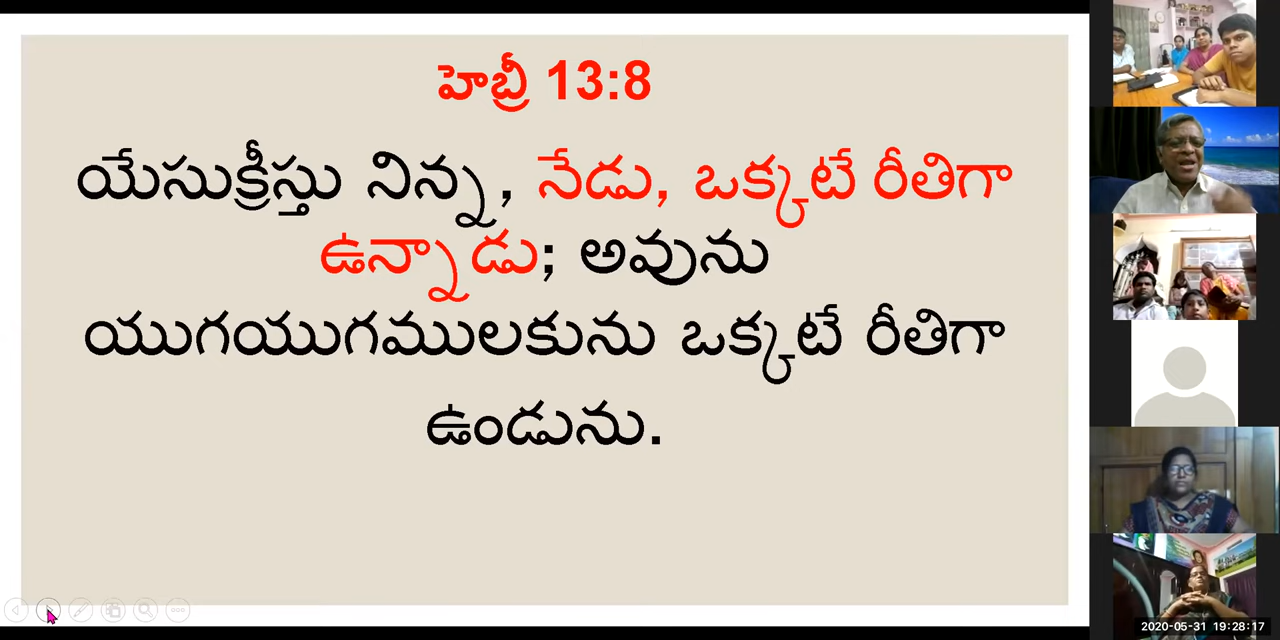 హెబ్రీ 13:8
యేసుక్రీస్తు నిన్న, నేడు, ఒక్కటే రీతిగా
ఉన్నాడు; అవును
యుగయుగములకును ఒక్కటే రీతిగా
ఉండును.
2020-05-31 19:28:17